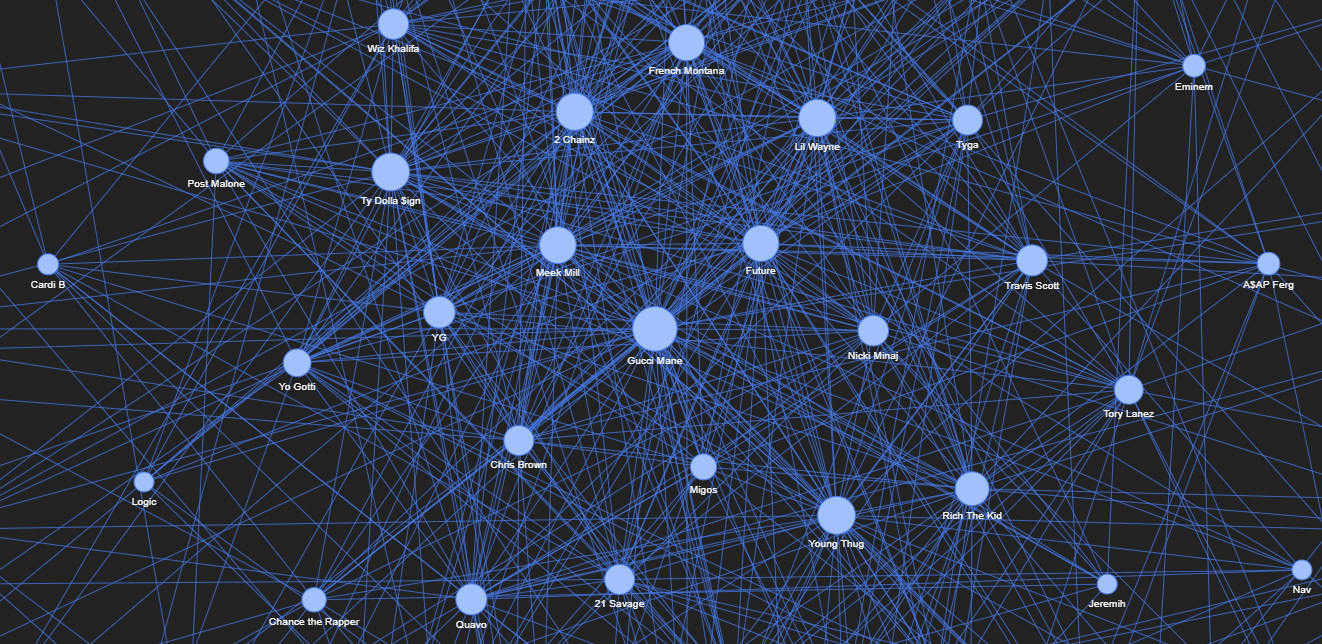 Wiz Khalifa
French Montana
Eminem
2 Chainz
Lil Wayne
Tyga
Post Malone
Ty Dolla $ign
Meek Mill
Future
Cardi B
Travis Scott
A$AP Ferg
YG
Gucci Mane
Nicki Minaj
Yo Gotti
Tory Lanez
Chris Brown
Migos
Logic
Rich The Kid
Young Thug
21 Savage
Jeremih
Nav
Chance the Rapper
Quavo